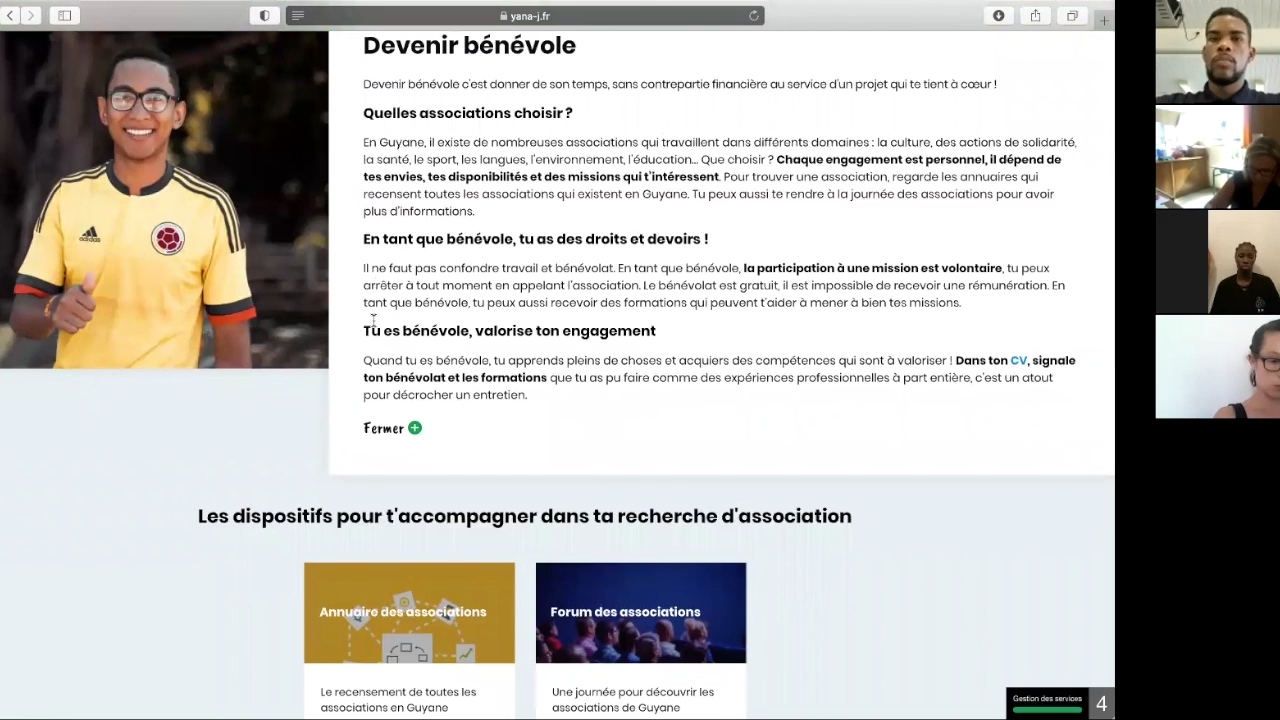 yana-j.fr
Devenir bénévole
Devenir bénévole c'est donner de son temps, sans contrepartie financière au service d'un projet qui te tient à cœur !
Quelles associations choisir ?
En Guyane, il existe de nombreuses associations qui travaillent dans différents domaines : la culture, des actions de solidarité,
la santé, le sport, les langues, l'environnement, l'éducation... Que choisir ? Chaque engagement est personnel, il dépend de
tes envies, tes disponibilités et des missions qui t'intéressent. Pour trouver une association, regarde les annuaires qui
recensent toutes les associations qui existent en Guyane. Tu peux aussi te rendre à la journée des associations pour avoir
plus d'informations.
En tant que bénévole, tu as des droits et devoirs !
Il ne faut pas confondre travail et bénévolat. En tant que bénévole, la participation à une mission est volontaire, tu peux
arrêter à tout moment en appelant l'association. Le bénévolat est gratuit, il est impossible de recevoir une rémunération. En
tant que bénévole, tu peux aussi recevoir des formations qui peuvent t'aider à mener à bien tes missions.
Tu es bénévole, valorise ton engagement
Quand tu es bénévole, tu apprends pleins de choses et acquiers des compétences qui sont à valoriser ! Dans ton CV, signale
ton bénévolat et les formations que tu as pu faire comme des expériences professionnelles à part entière, c'est un atout
pour décrocher un entretien.
Fermer
Les dispositifs pour t'accompagner dans ta recherche d'association
Annuaire des associations
Forum des associations
Le recensement de toutes les
associations en Guyane
Une journée pour découvrir les
associations de Guyane
adidas
Gestion des services
4